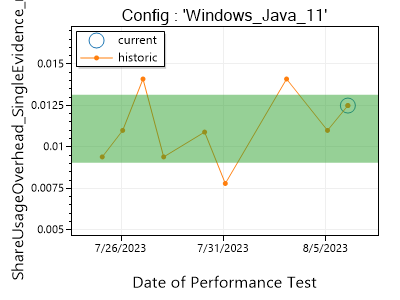 Config : 'Windows_Java_11'
ShareUsageOverhead_SingleEvidence_
current
historic
0.015
0.0125
0.01
0.0075
0.005
7/26/2023
7/31/2023
8/5/2023
Date of Performance Test